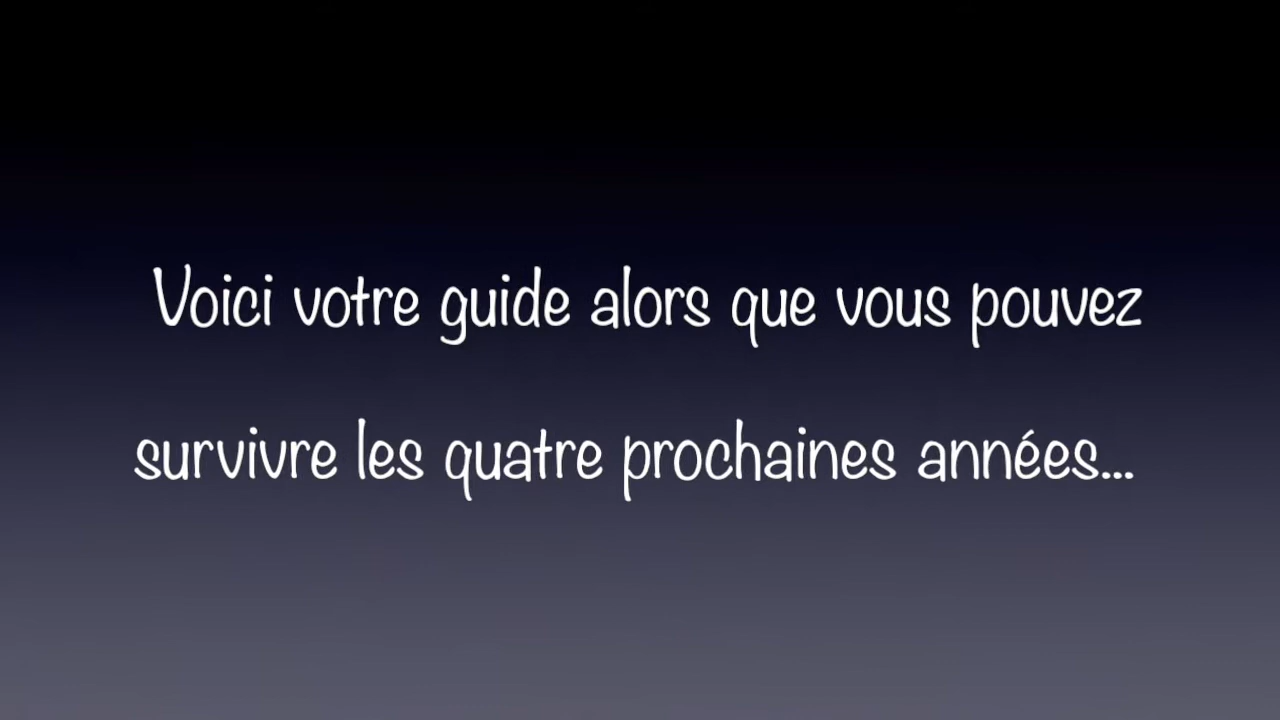 Voici votre guide alors que vous pouvez
survivre les quatre prochaines années...